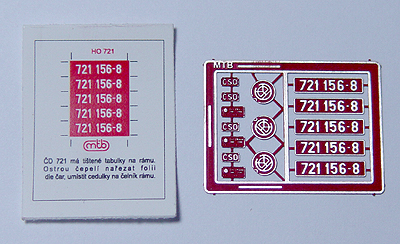 HO 721
721 156-8
721 156-8
721 156-8
721 156-8
721 156-8
mtb
ČD 721 má tištené tabulky na rámu.
Ostrou čepelí nařezat folii
dle čar, umístit cedulky na čelník rámu.
MTB
ČSD
ČSD
ČSD
ČSD
721 156-8
721 156-8
721 156-8
721 156-8
721 156-8